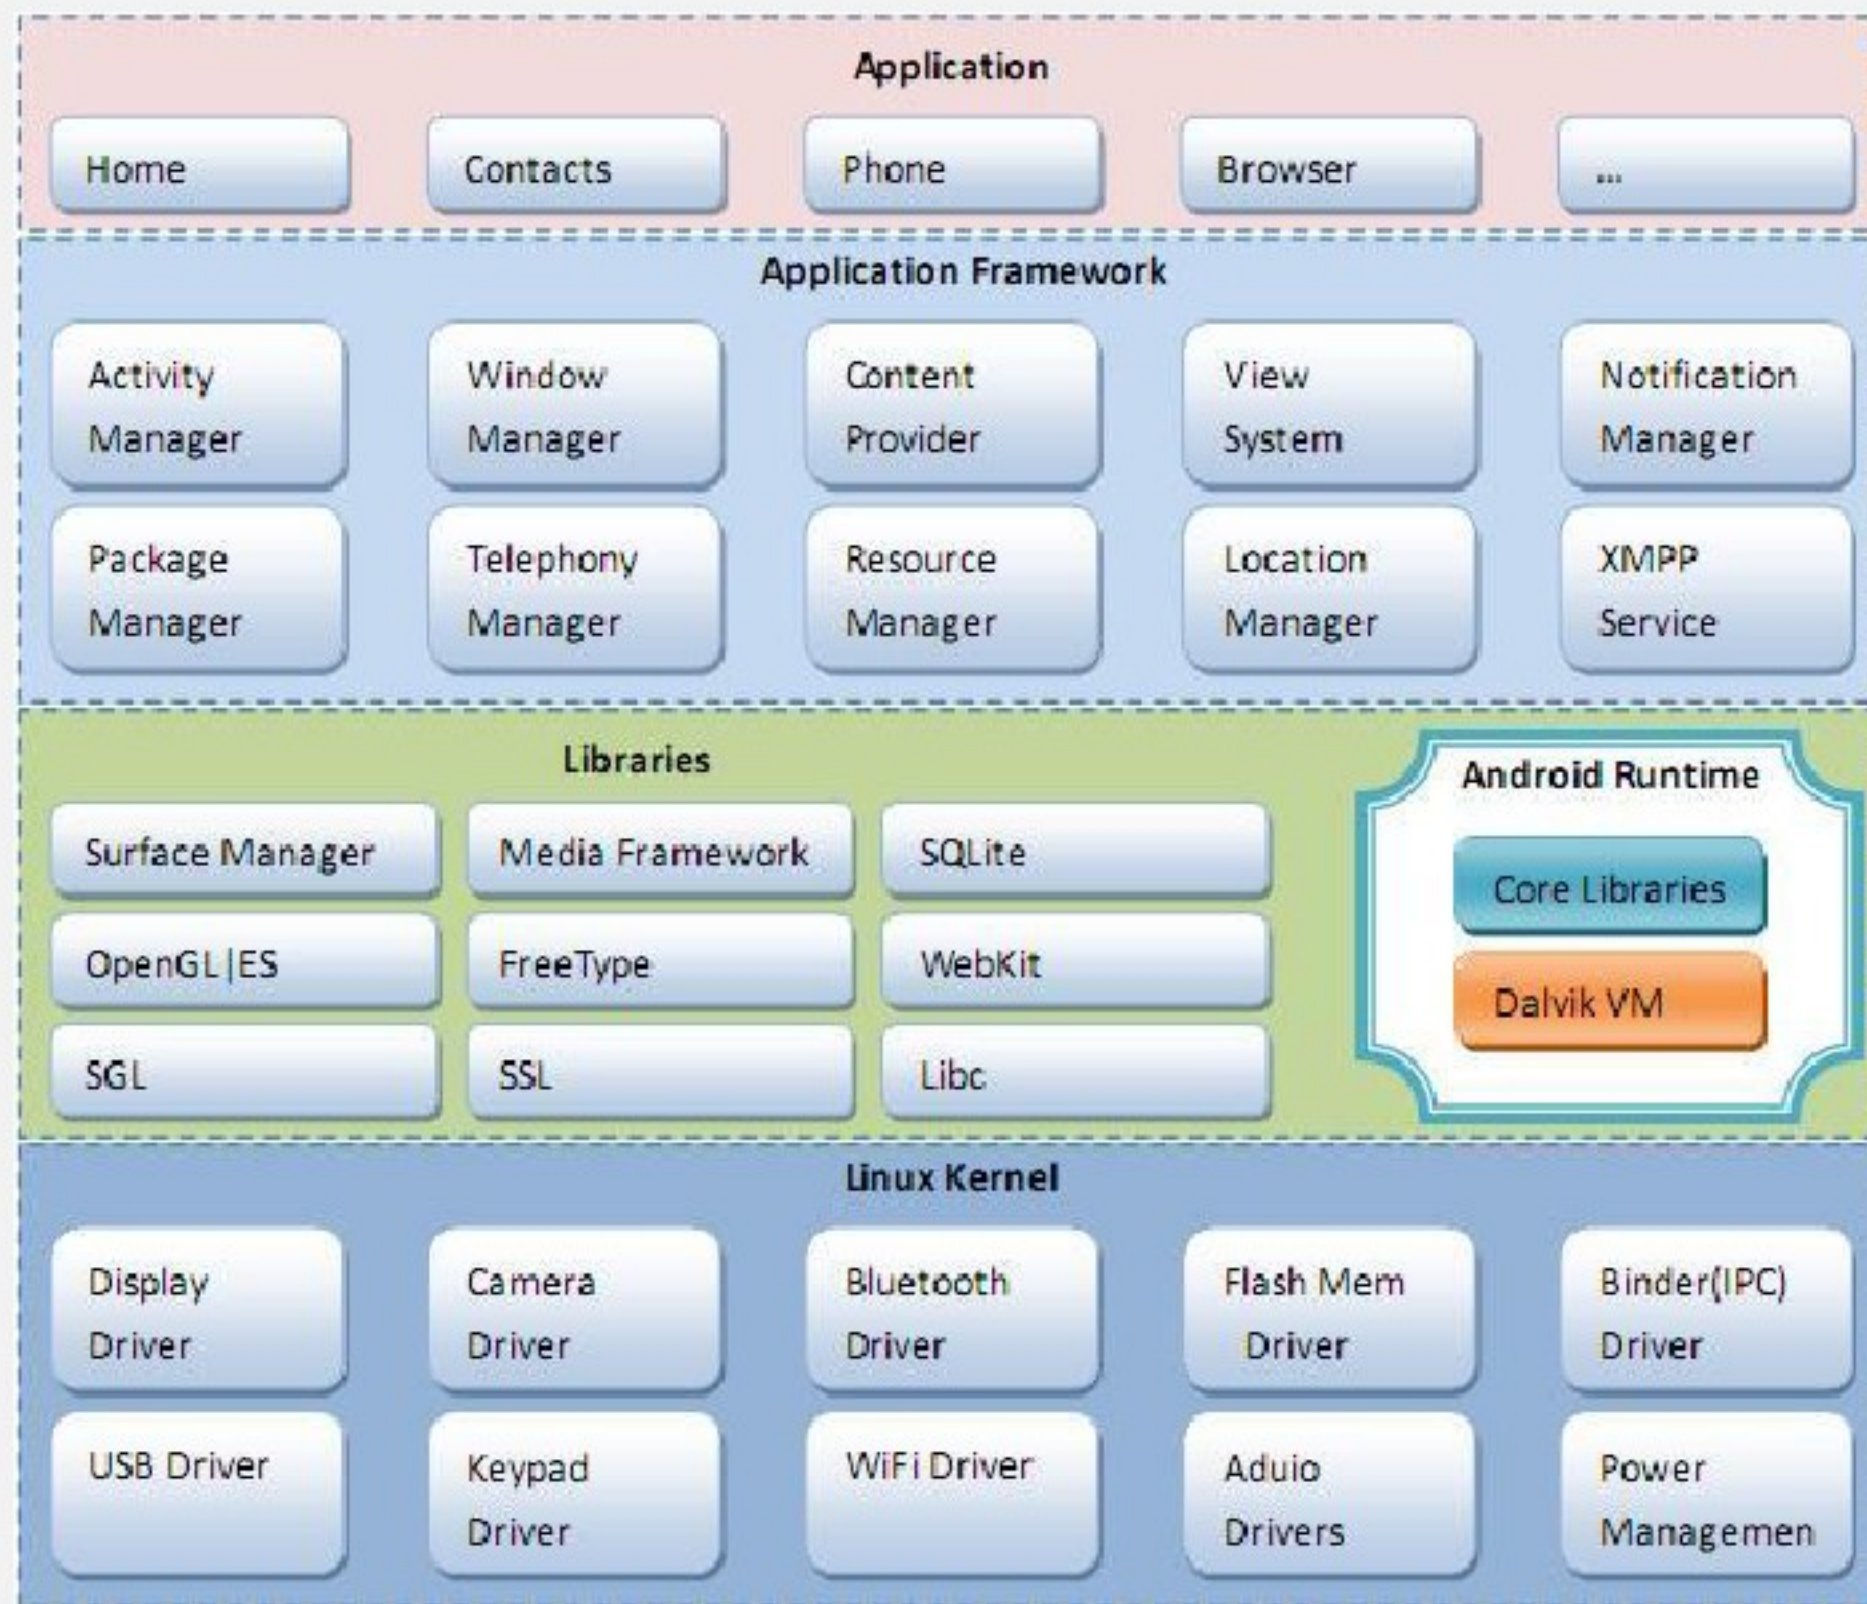 Application
Home
Contacts
Phone
Browser
...
Application Framework
Activity
Manager
Window
Manager
Content
Provider
View
System
Notification
Manager
Package
Manager
Telephony
Manager
Resource
Manager
Location
Manager
XMPP
Service
Libraries
Surface Manager
Media Framework
SQLite
OpenGL|ES
FreeType
WebKit
SGL
SSL
Libc
Android Runtime
Core Libraries
Dalvik VM
Linux Kernel
Display
Driver
Camera
Driver
Bluetooth
Driver
Flash Mem
Driver
Binder(IPC)
Driver
USB Driver
Keypad
Driver
WiFi Driver
Aduio
Drivers
Power
Managemen